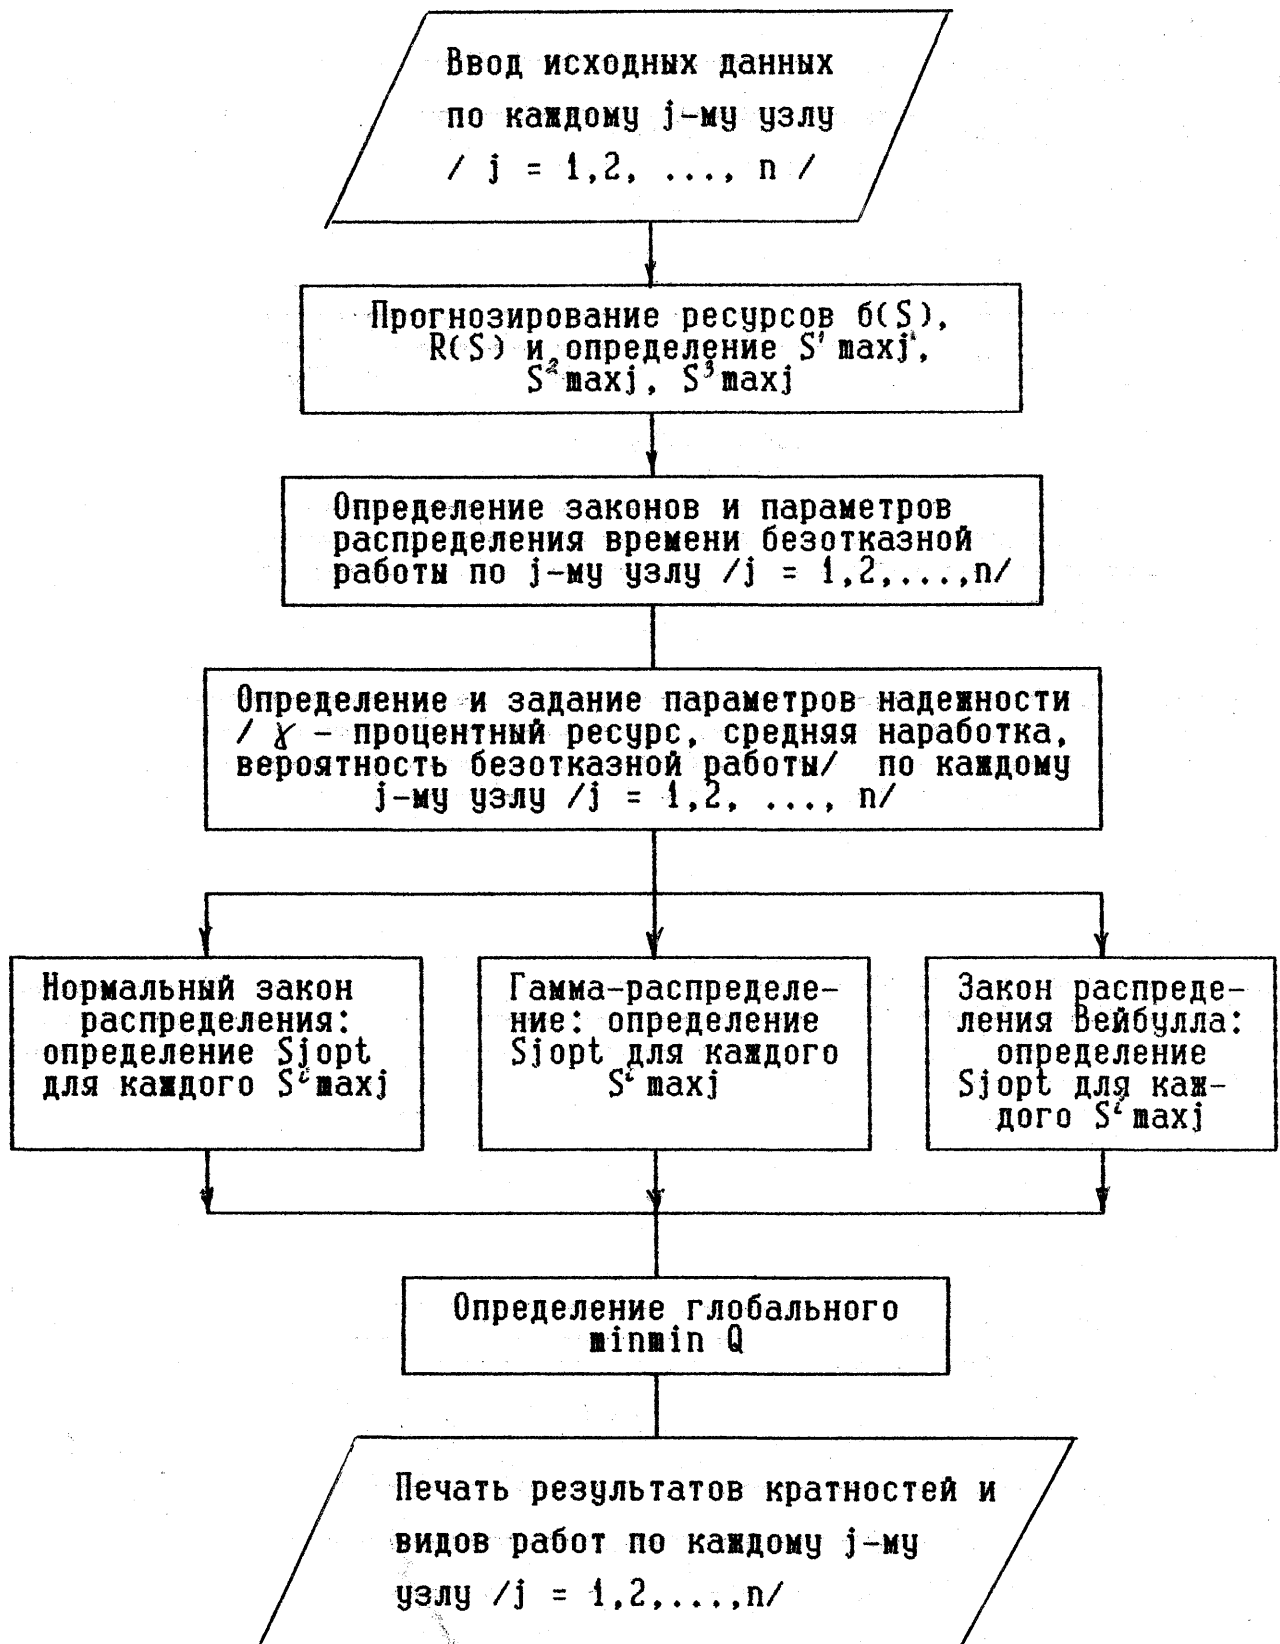 Ввод исходных данных
по каждому j-му узлу
/ j = 1,2, ..., n /
Прогнозирование ресурсов б(S),
R(S) и определение S¹maxj,
S²maxj, S³maxj
Определение законов и параметров
распределения времени безотказной
работы по j-му узлу /j = 1,2,...,n/
Определение и задание параметров надежности
/ γ - процентный ресурс, средняя наработка,
вероятность безотказной работы/ по каждому
j-му узлу /j = 1,2, ..., n/
Нормальный закон
распределения:
определение Sjopt
для каждого Sⁱmaxj
Гамма-распределе-
ние: определение
Sjopt для каждого
Sⁱmaxj
Закон распреде-
ления Вейбулла:
определение
Sjopt для каж-
дого Sⁱmaxj
Определение глобального
minmin Q
Печать результатов кратностей и
видов работ по каждому j-му
узлу /j = 1,2,...,n/